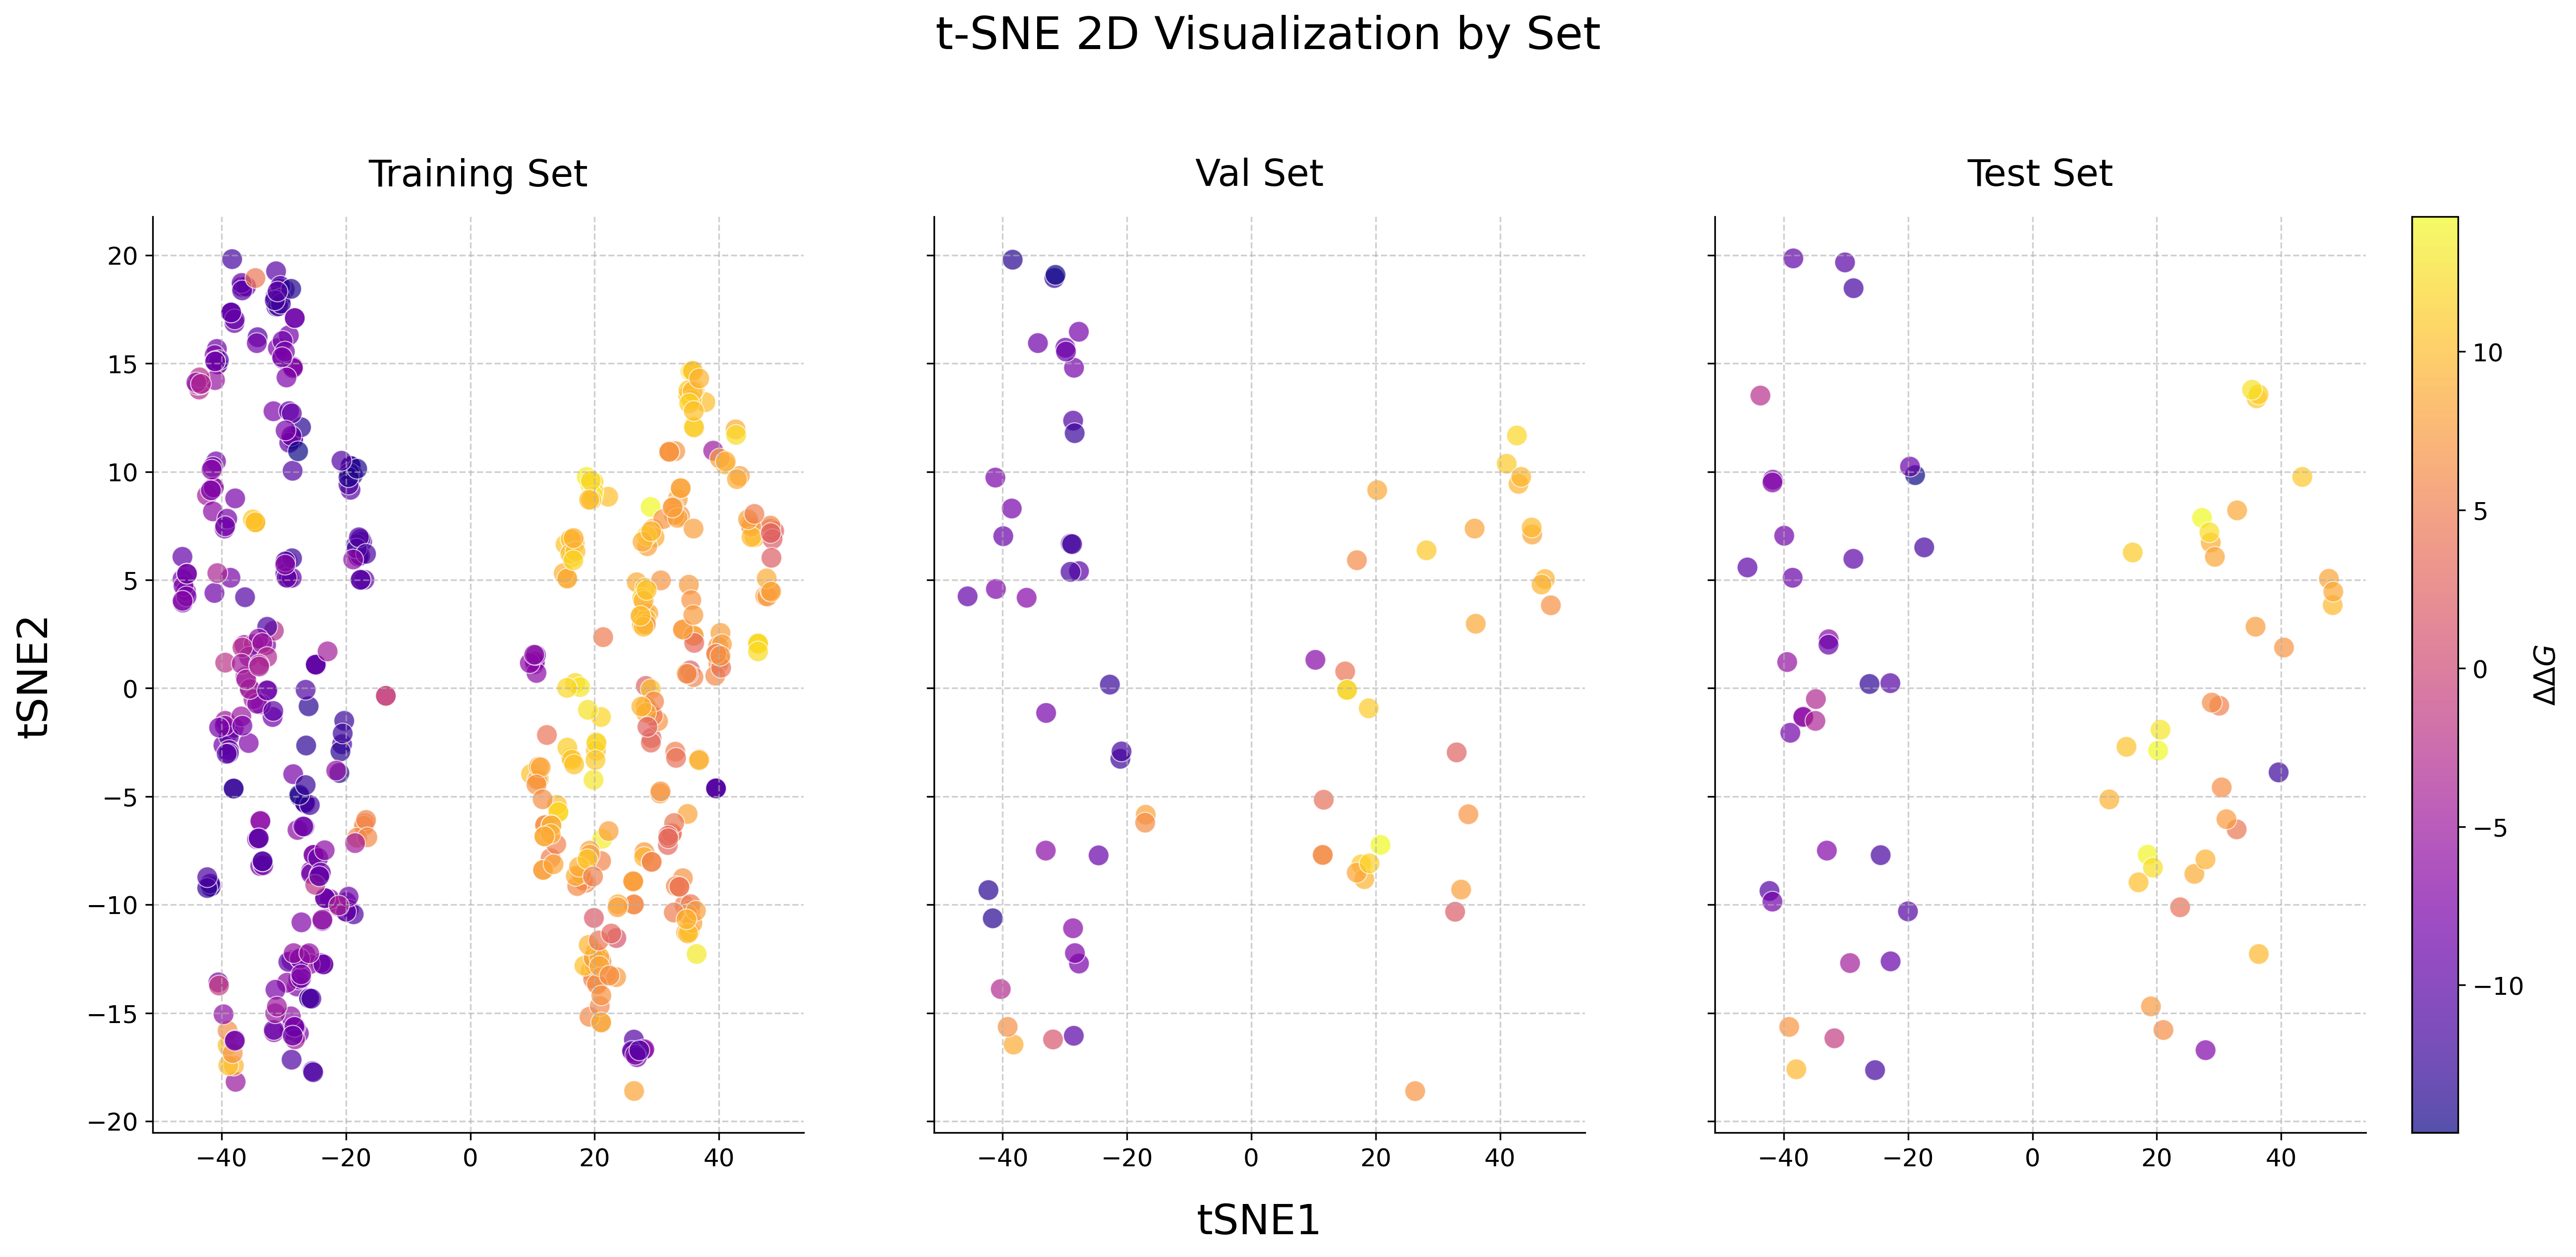 t-SNE 2D Visualization by Set
Training Set
Val Set
Test Set
tSNE2
20
15
10
5
0
−5
−10
−15
−20
−40 −20 0 20 40
−40 −20 0 20 40
−40 −20 0 20 40
tSNE1
10
5
0
−5
−10
ΔΔG